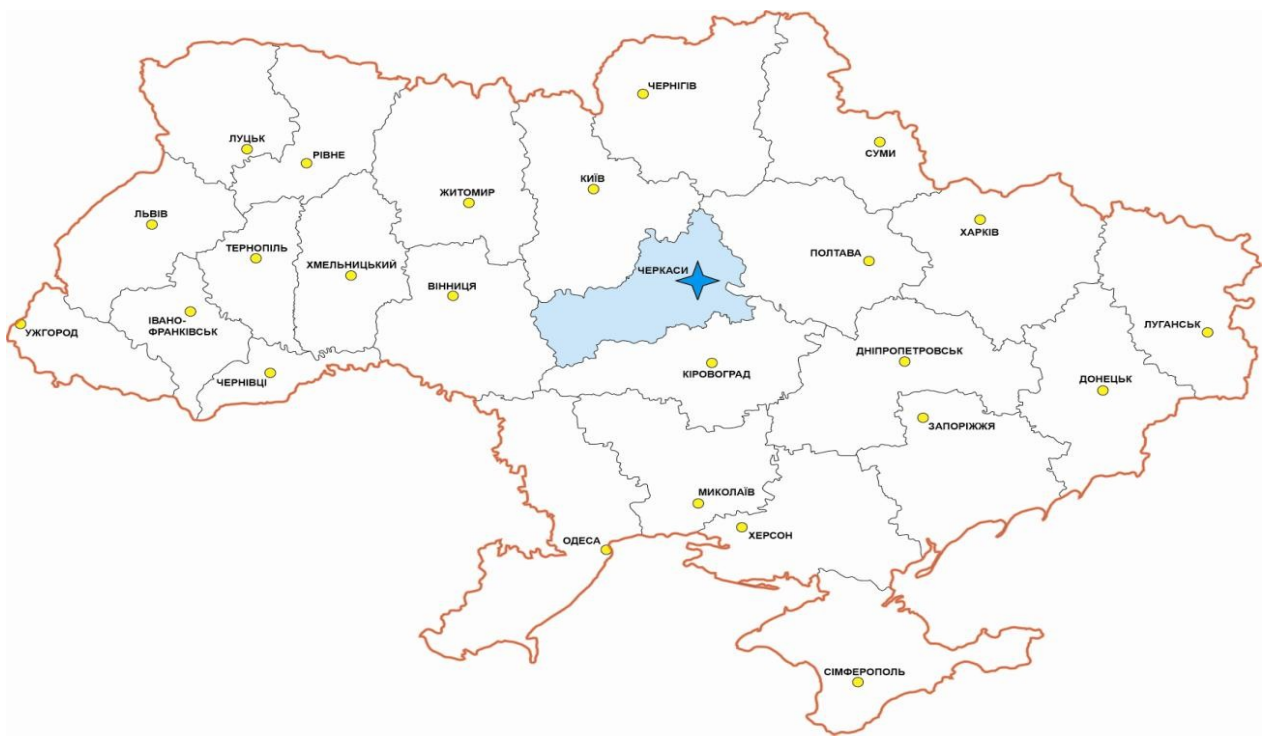 ЧЕРНІГІВ
ЛУЦЬК
РІВНЕ
СУМИ
КИЇВ
ЖИТОМИР
ЛЬВІВ
ХАРКІВ
ТЕРНОПІЛЬ
ПОЛТАВА
ХМЕЛЬНИЦЬКИЙ
ЧЕРКАСИ
ВІННИЦЯ
ІВАНО-
ФРАНКІВСЬК
УЖГОРОД
ЛУГАНСЬК
ДНІПРОПЕТРОВСЬК
КІРОВОГРАД
ЧЕРНІВЦІ
ДОНЕЦЬК
ЗАПОРІЖЖЯ
МИКОЛАЇВ
ХЕРСОН
ОДЕСА
СІМФЕРОПОЛЬ